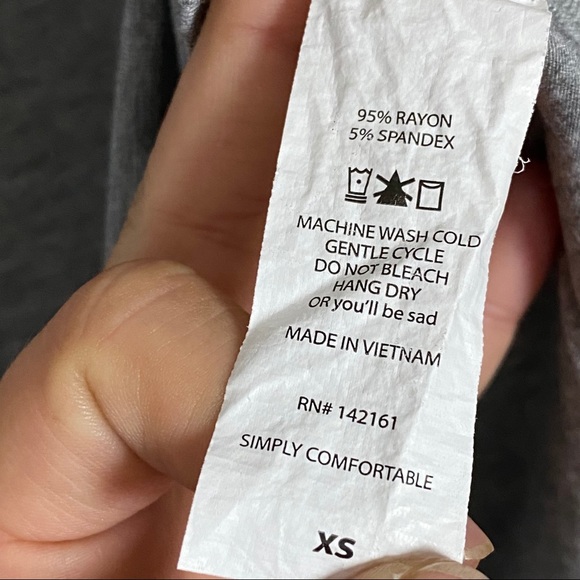 95% RAYON
5% SPANDEX
MACHINE WASH COLD
GENTLE CYCLE
DO NOT BLEACH
HANG DRY
OR you'll be sad
MADE IN VIETNAM
RN# 142161
SIMPLY COMFORTABLE
XS